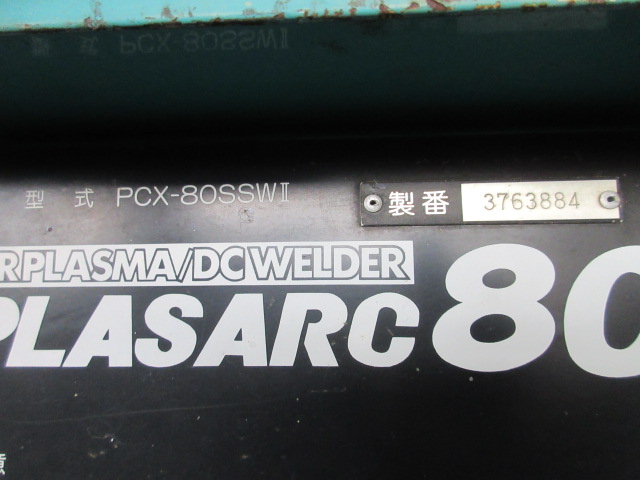 型式 PCX-80SSWⅡ
製番 3763884
RPLASMA/DC WELDER
PLASARC 80